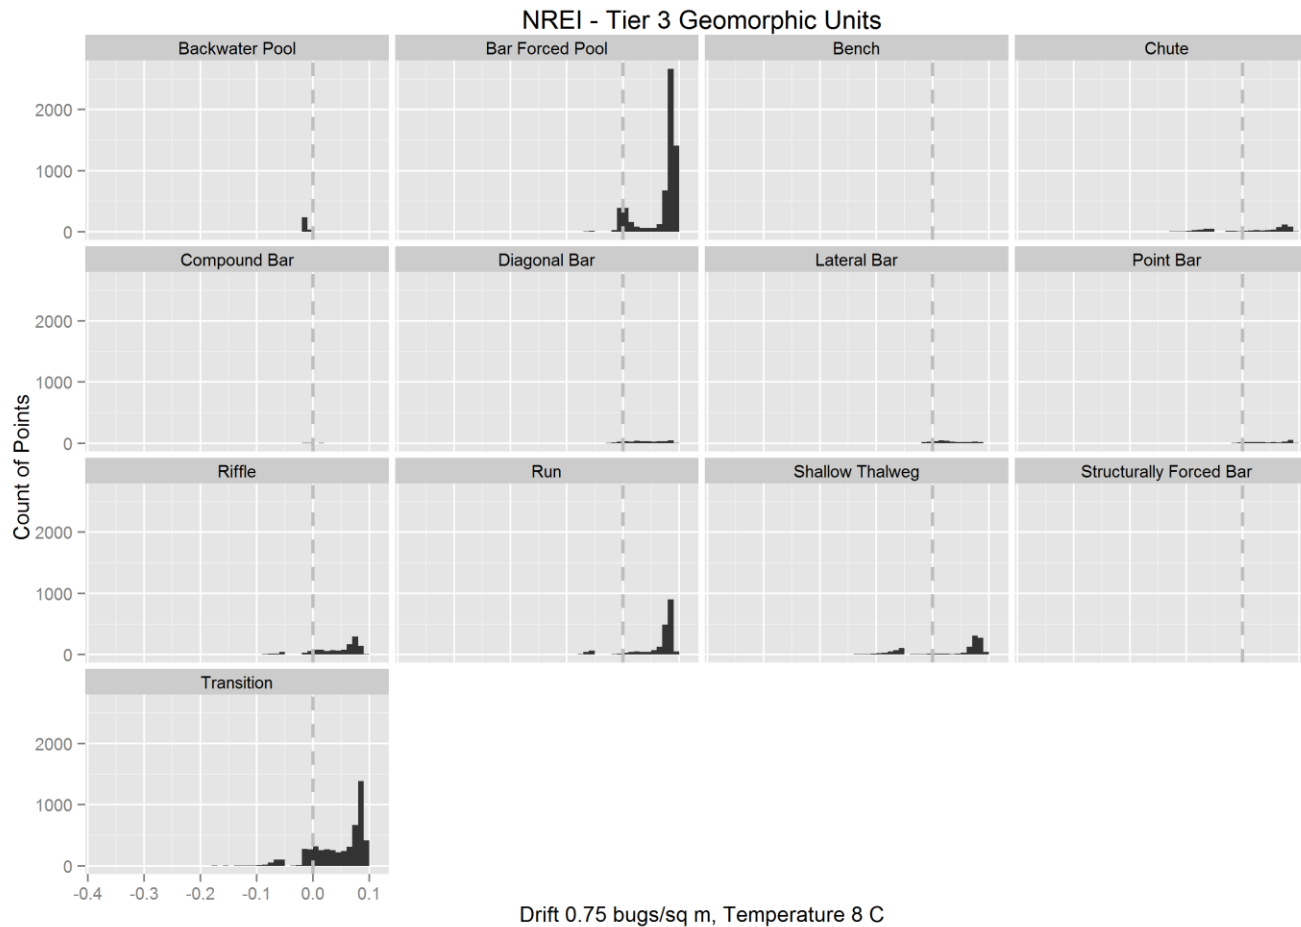 NREI - Tier 3 Geomorphic Units
Backwater Pool
Bar Forced Pool
Bench
Chute
2000
1000
0
Compound Bar
Diagonal Bar
Lateral Bar
Point Bar
2000
1000
0
Count of Points
Riffle
Run
Shallow Thalweg
Structurally Forced Bar
2000
1000
0
Transition
2000
1000
0
-0.4 -0.3 -0.2 -0.1 0.0 0.1
Drift 0.75 bugs/sq m, Temperature 8 C